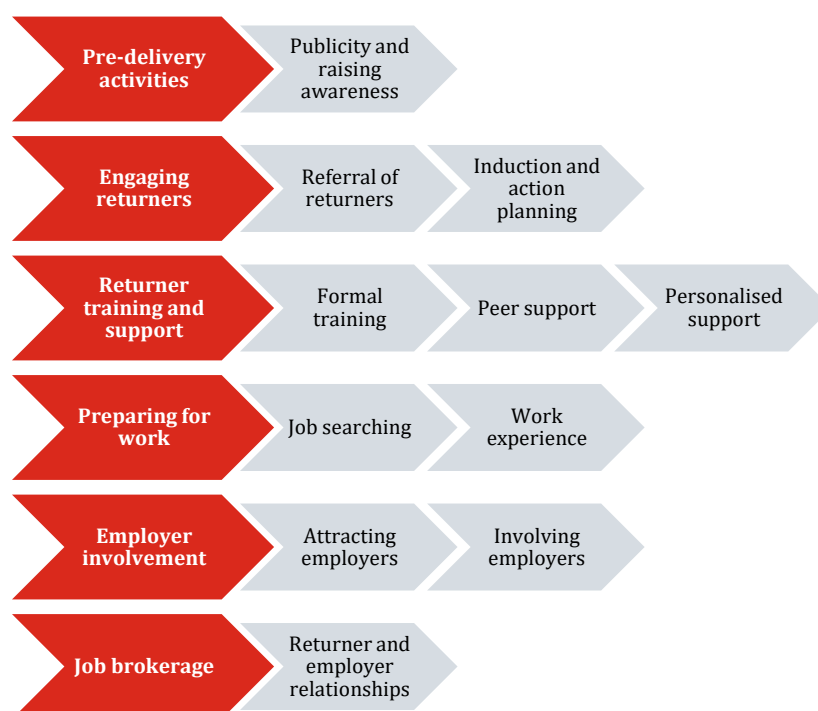 Pre-delivery
activities
Publicity and
raising
awareness
Engaging
returners
Referral of
returners
Induction and
action
planning
Returner
training and
support
Formal
training
Peer support
Personalised
support
Preparing for
work
Job searching
Work
experience
Employer
involvement
Attracting
employers
Involving
employers
Job brokerage
Returner and
employer
relationships